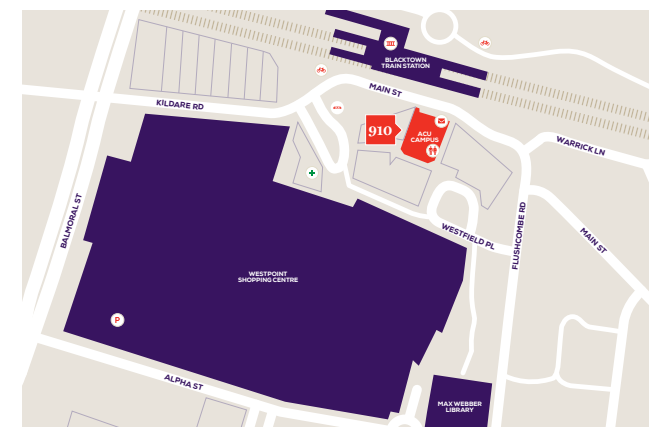 BLACKTOWN
TRAIN STATION
MAIN ST
KILDARE RD
910
ACU
CAMPUS
WARRICK LN
BALMORAL ST
FLUSHCOMBE RD
WESTFIELD PL
MAIN ST
WESTPOINT
SHOPPING CENTRE
P
ALPHA ST
MAX WEBBER
LIBRARY